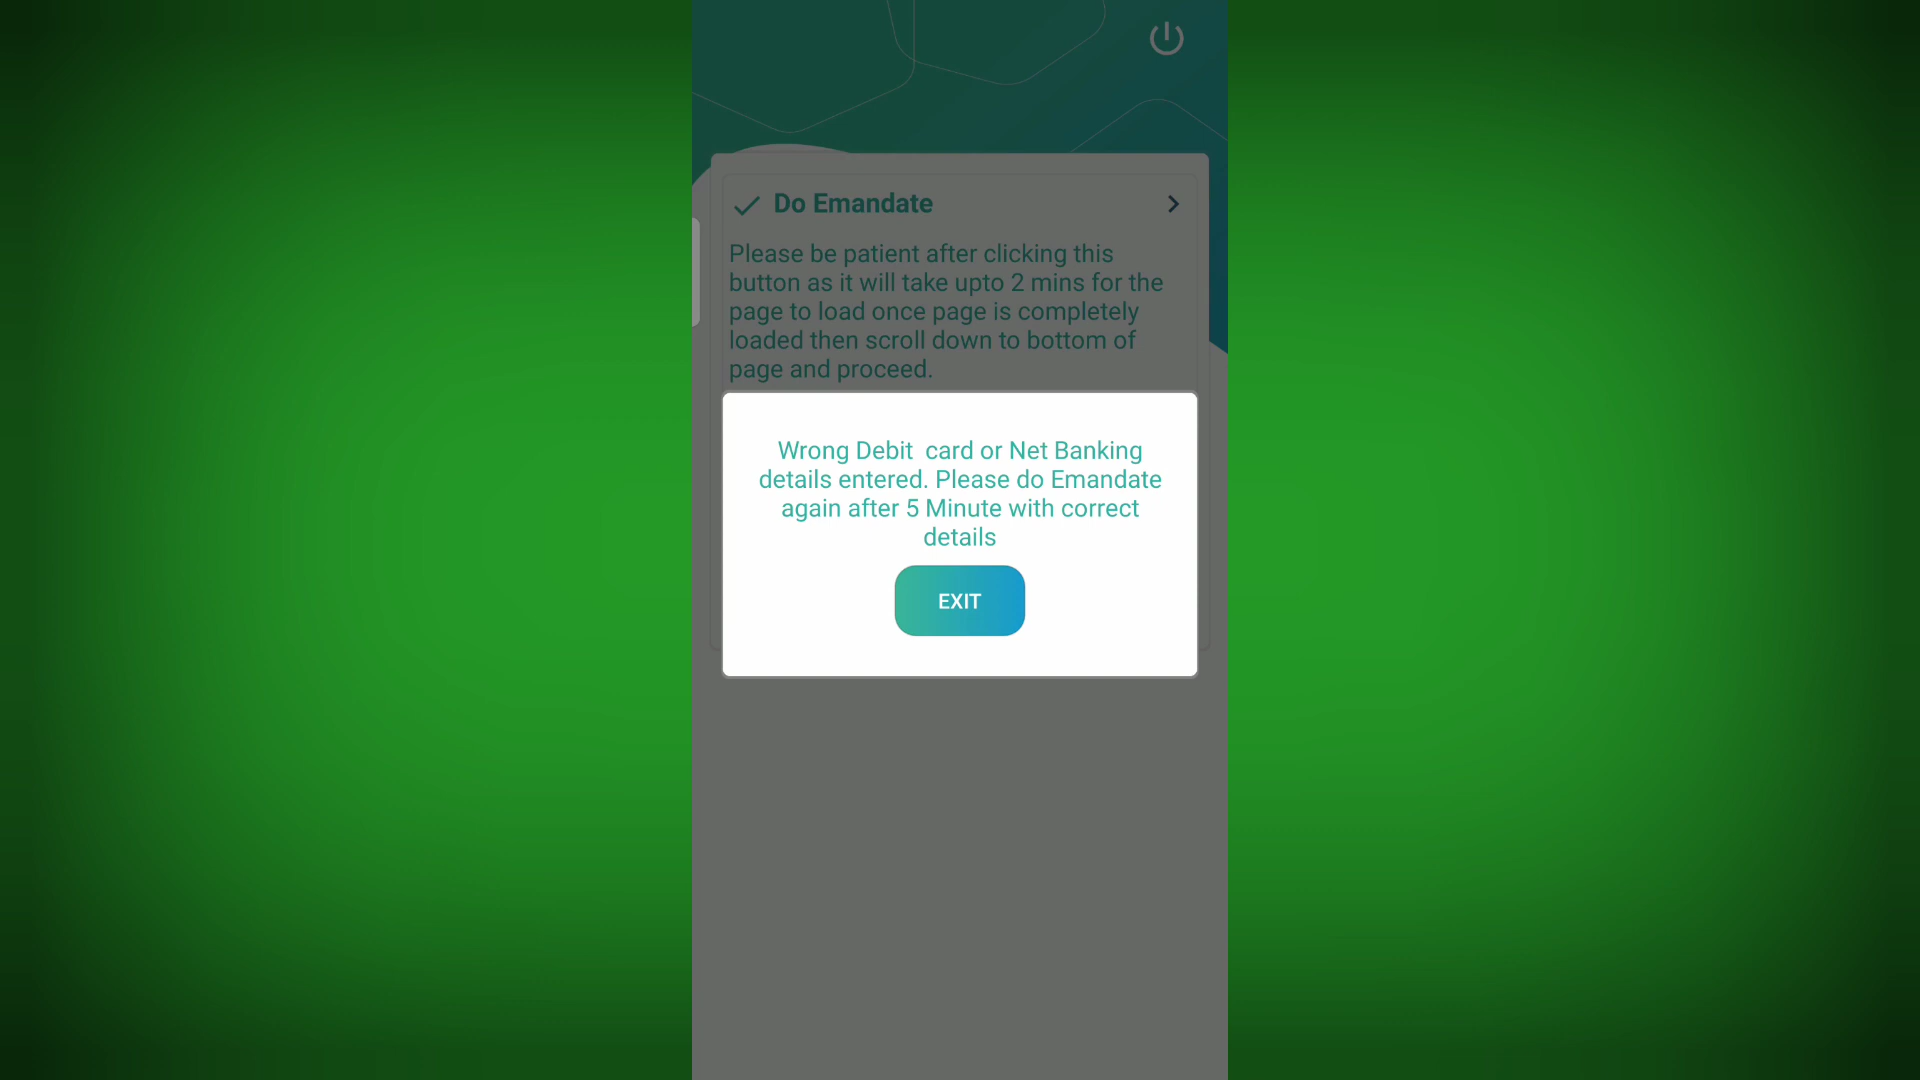 Do Emandate
Please be patient after clicking this
button as it will take upto 2 mins for the
page to load once page is completely
loaded then scroll down to bottom of
page and proceed.
Wrong Debit  card or Net Banking
details entered. Please do Emandate
again after 5 Minute with correct
details
EXIT